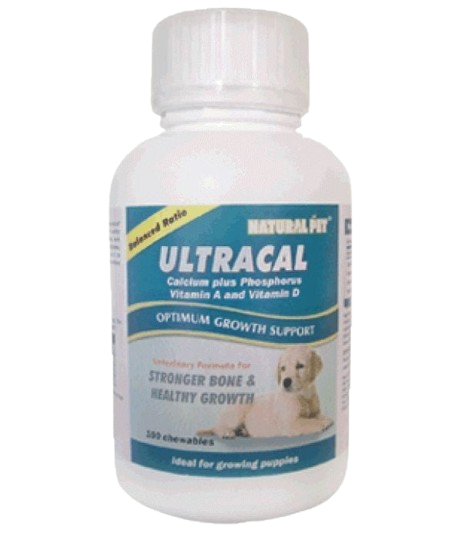 Balanced Ratio
NATURAL PET
ULTRACAL
Calcium plus Phosphorus
Vitamin A and Vitamin D
OPTIMUM GROWTH SUPPORT
Veterinary Formula For
STRONGER BONE &
HEALTHY GROWTH
100 chewables
Ideal for growing puppies